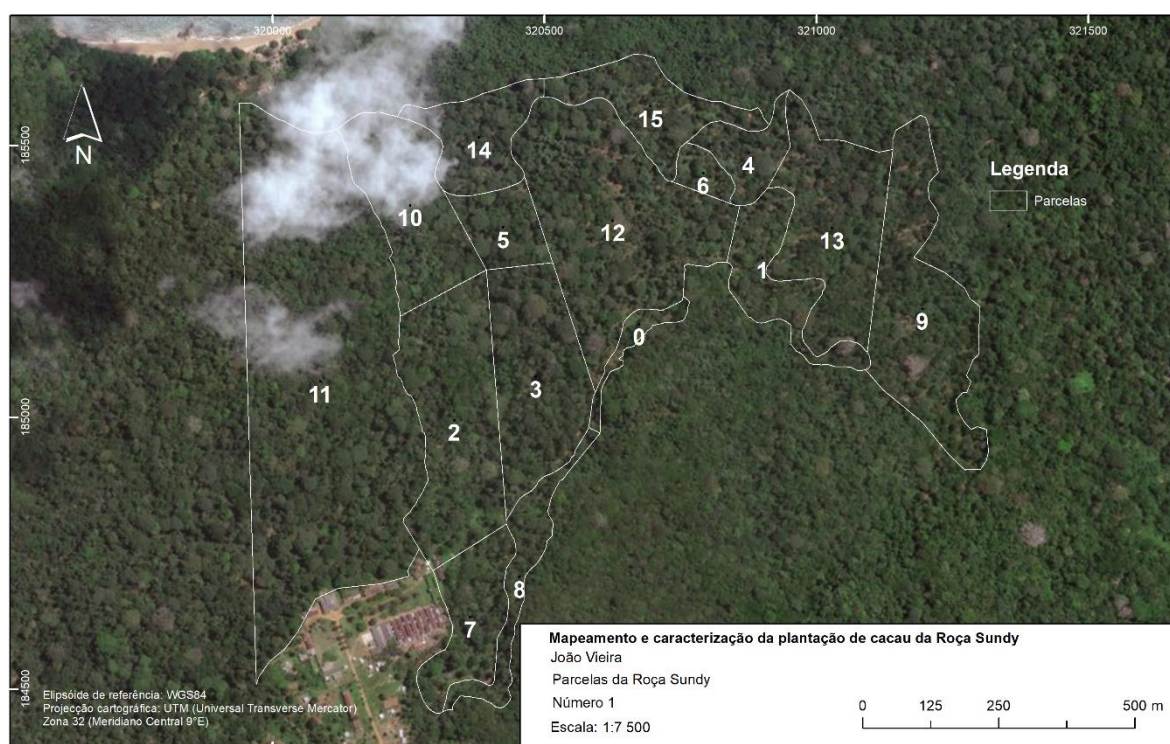 320000
320500
321000
321500
185500
N
15
14
4
6
Legenda
Parcelas
10
5
12
13
1
9
0
11
3
2
185000
8
7
184500
Elipsóide de referência: WGS84
Projecção cartográfica: UTM (Universal Transverse Mercator)
Zona 32 (Meridiano Central 9°E)
Mapeamento e caracterização da plantação de cacau da Roça Sundy
João Vieira
Parcelas da Roça Sundy
Número 1
Escala: 1:7 500
0 125 250 500 m